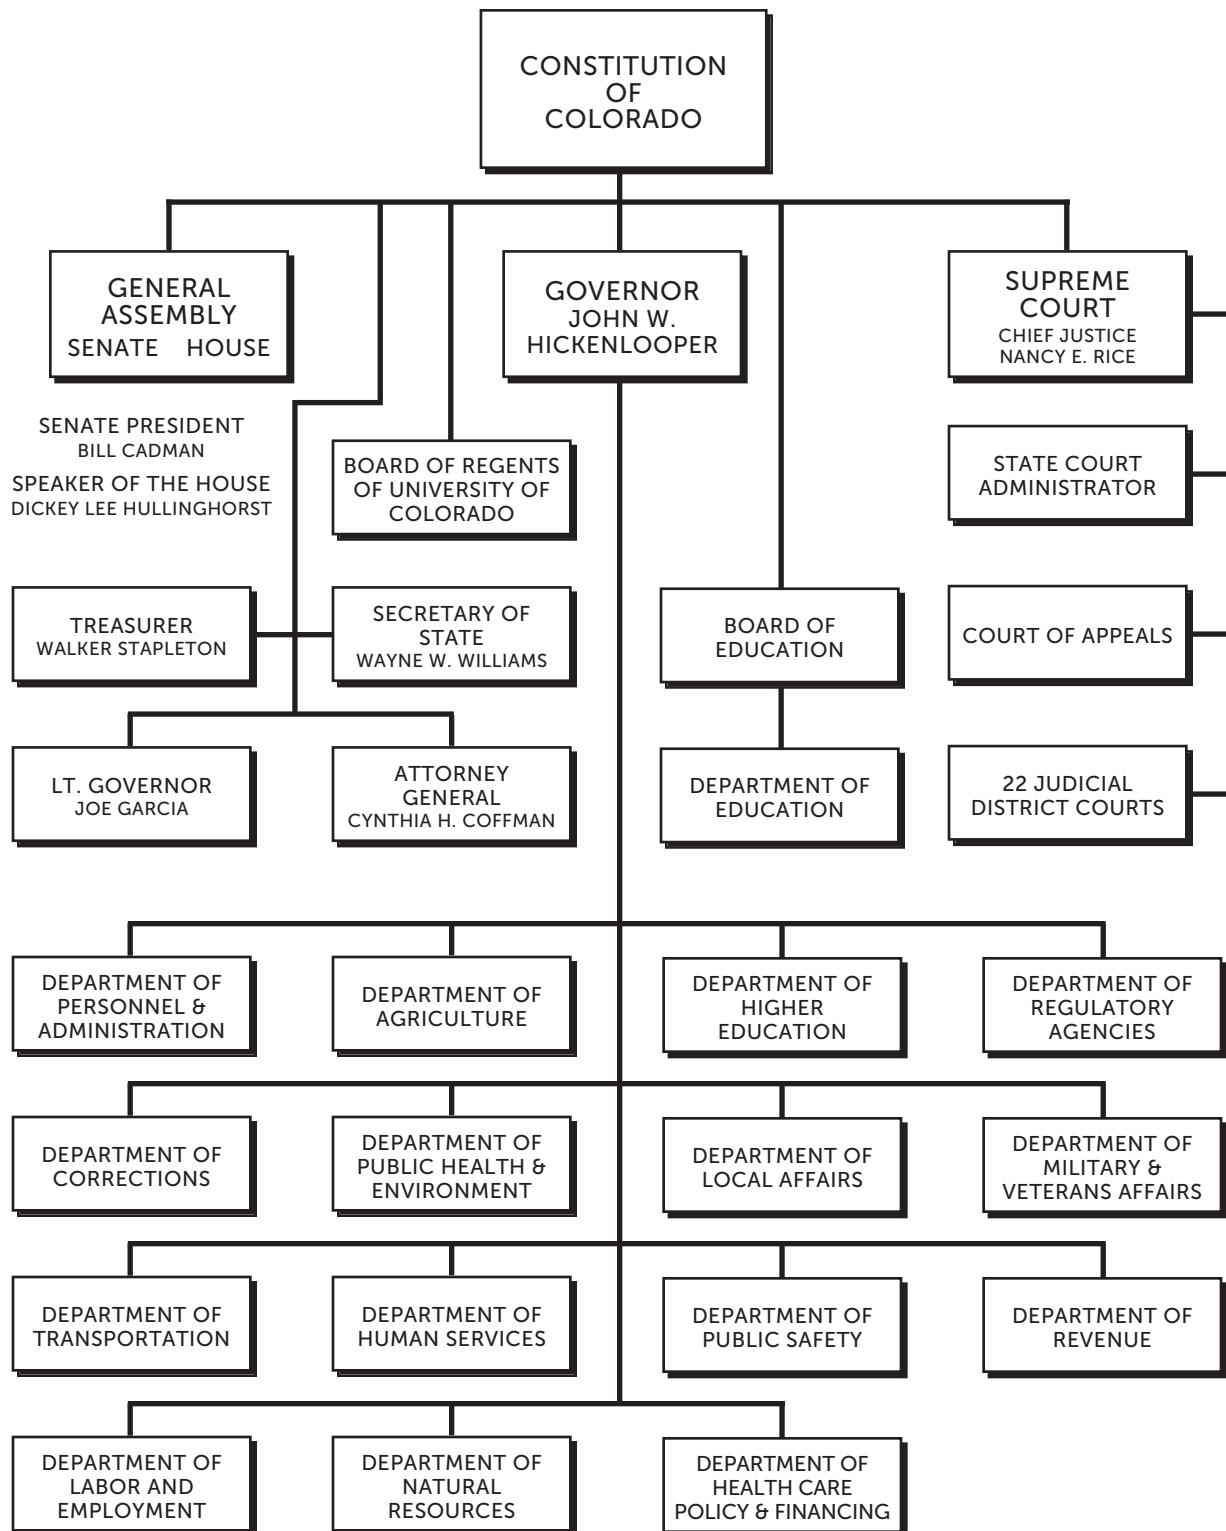 CONSTITUTION
OF
COLORADO
GENERAL
ASSEMBLY
SENATE HOUSE
GOVERNOR
JOHN W.
HICKENLOOPER
SUPREME
COURT
CHIEF JUSTICE
NANCY E. RICE
SENATE PRESIDENT
BILL CADMAN
SPEAKER OF THE HOUSE
DICKEY LEE HULLINGHORST
BOARD OF REGENTS
OF UNIVERSITY OF
COLORADO
STATE COURT
ADMINISTRATOR
TREASURER
WALKER STAPLETON
SECRETARY OF
STATE
WAYNE W. WILLIAMS
BOARD OF
EDUCATION
COURT OF APPEALS
LT. GOVERNOR
JOE GARCIA
ATTORNEY
GENERAL
CYNTHIA H. COFFMAN
DEPARTMENT OF
EDUCATION
22 JUDICIAL
DISTRICT COURTS
DEPARTMENT OF
PERSONNEL &
ADMINISTRATION
DEPARTMENT OF
AGRICULTURE
DEPARTMENT OF
HIGHER
EDUCATION
DEPARTMENT OF
REGULATORY
AGENCIES
DEPARTMENT OF
CORRECTIONS
DEPARTMENT OF
PUBLIC HEALTH &
ENVIRONMENT
DEPARTMENT OF
LOCAL AFFAIRS
DEPARTMENT OF
MILITARY &
VETERANS AFFAIRS
DEPARTMENT OF
TRANSPORTATION
DEPARTMENT OF
HUMAN SERVICES
DEPARTMENT OF
PUBLIC SAFETY
DEPARTMENT OF
REVENUE
DEPARTMENT OF
LABOR AND
EMPLOYMENT
DEPARTMENT OF
NATURAL
RESOURCES
DEPARTMENT OF
HEALTH CARE
POLICY & FINANCING